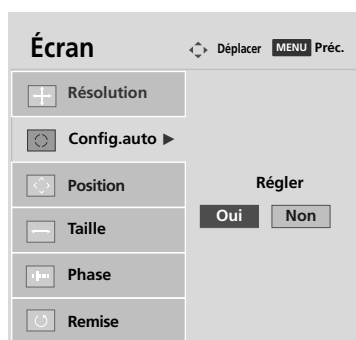 Écran
Déplacer MENU Préc.
Résolution
Config.auto ►
Position
Taille
Phase
Remise
Régler
Oui Non